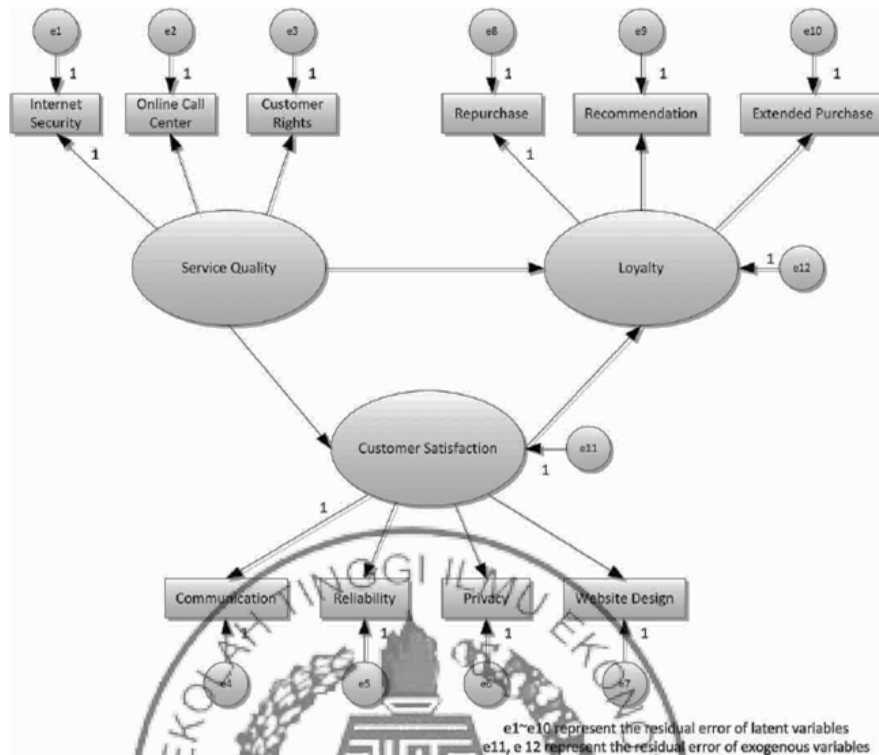 e1
e2
e3
e8
e9
e10
1
1
1
1
1
1
Internet
Security
Online Call
Center
Customer
Rights
Repurchase
Recommendation
Extended Purchase
1
1
Service Quality
Loyalty
1
e12
Customer Satisfaction
1
e11
1
Communication
Reliability
Privacy
Website Design
1
1
1
1
e4
e5
e6
e7
TINGGI ILMU EKONO
e1~e10 represent the residual error of latent variables
e11, e 12 represent the residual error of exogenous variables